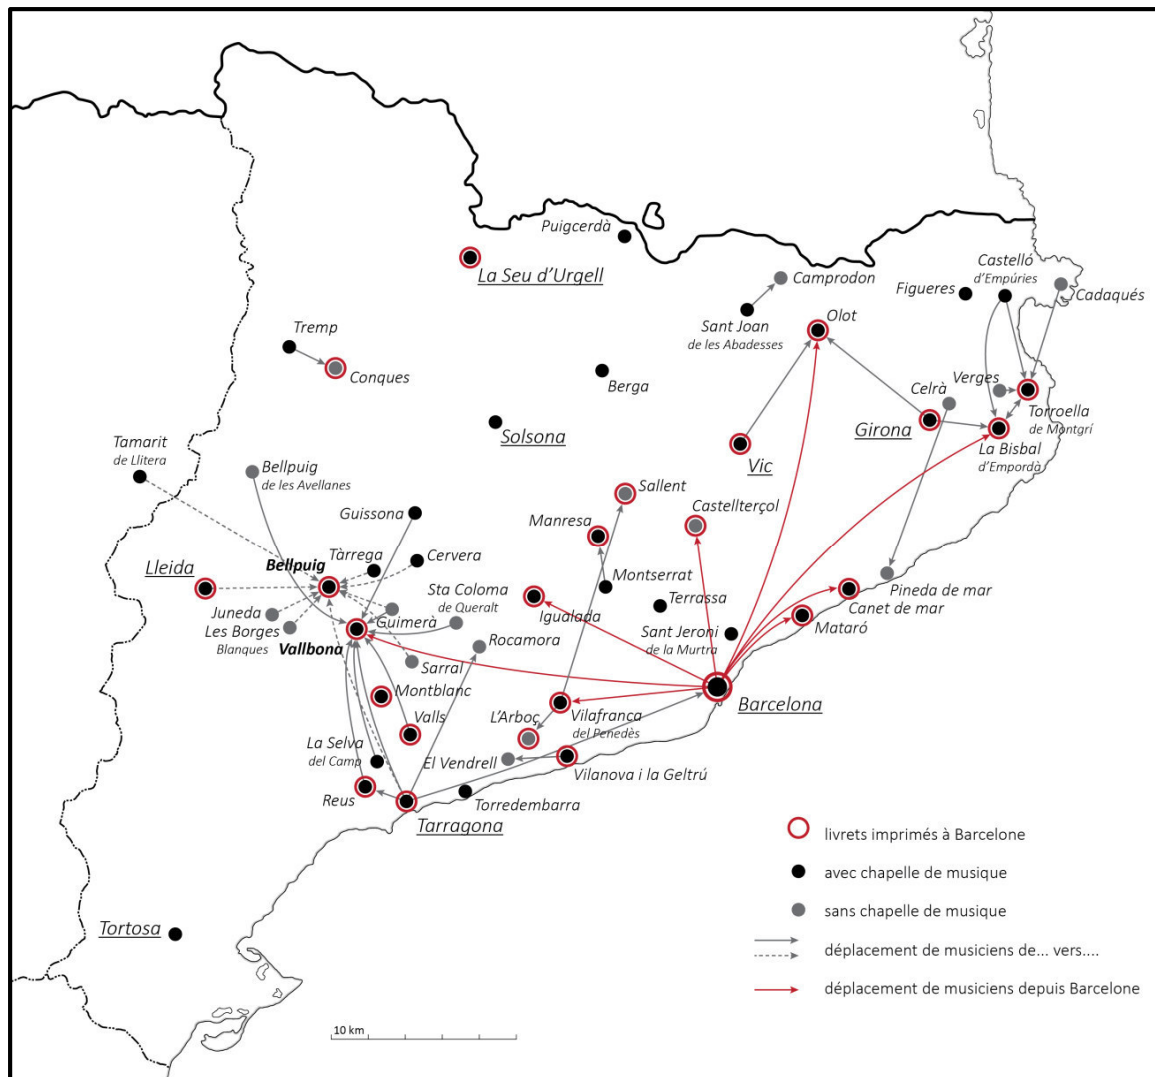 Puigcerdà
La Seu d'Urgell
Camprodon
Castelló
d'Empúries
Figueres
Cadaqués
Sant Joan
de les Abadesses
Olot
Tremp
Conques
Berga
Celrà
Verges
Torroella
de Montgrí
Solsona
Girona
La Bisbal
d'Empordà
Vic
Tamarit
de Llitera
Bellpuig
de les Avellanes
Sallent
Castellterçol
Guissona
Manresa
Lleida
Bellpuig
Tàrrega
Cervera
Montserrat
Terrassa
Pineda de mar
Canet de mar
Sta Coloma
de Queralt
Igualada
Juneda
Les Borges
Blanques
Guimerà
Mataró
Vallbona
Rocamora
Sant Jeroni
de la Murtra
Sarral
Montblanc
Barcelona
Valls
L'Arboç
Vilafranca
del Penedès
La Selva
del Camp
El Vendrell
Vilanova i la Geltrú
Reus
Torredembarra
Tarragona
Tortosa
livrets imprimés à Barcelone
avec chapelle de musique
sans chapelle de musique
déplacement de musiciens de... vers....
déplacement de musiciens depuis Barcelone
10 km